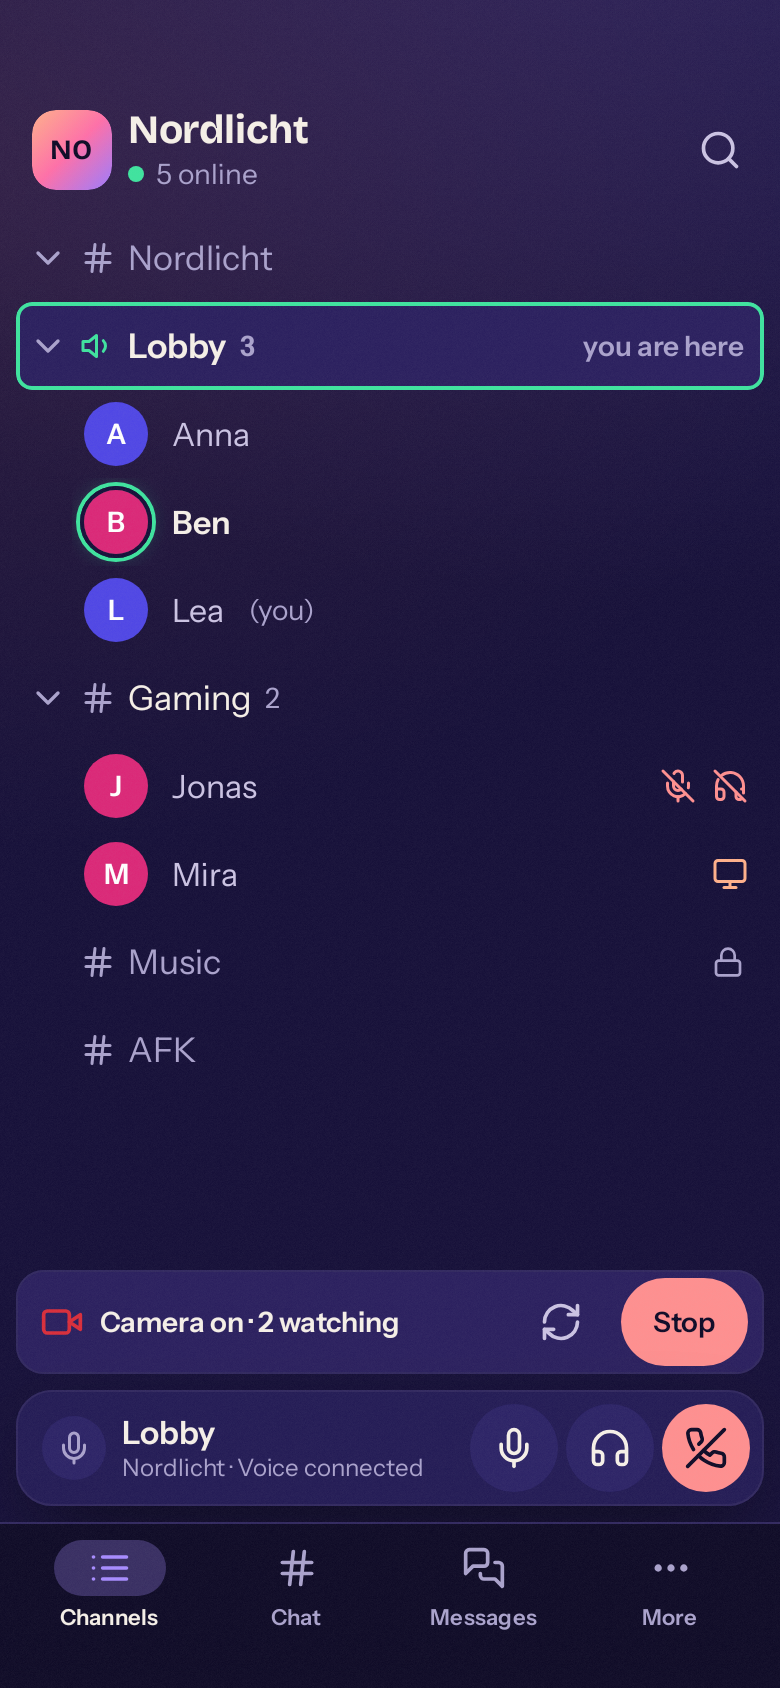 NO
Nordlicht
5 online
Nordlicht
Lobby 3 you are here
A Anna
B Ben
L Lea (you)
Gaming 2
J Jonas
M Mira
# Music
# AFK
Camera on · 2 watching Stop
Lobby
Nordlicht · Voice connected
Channels Chat Messages More